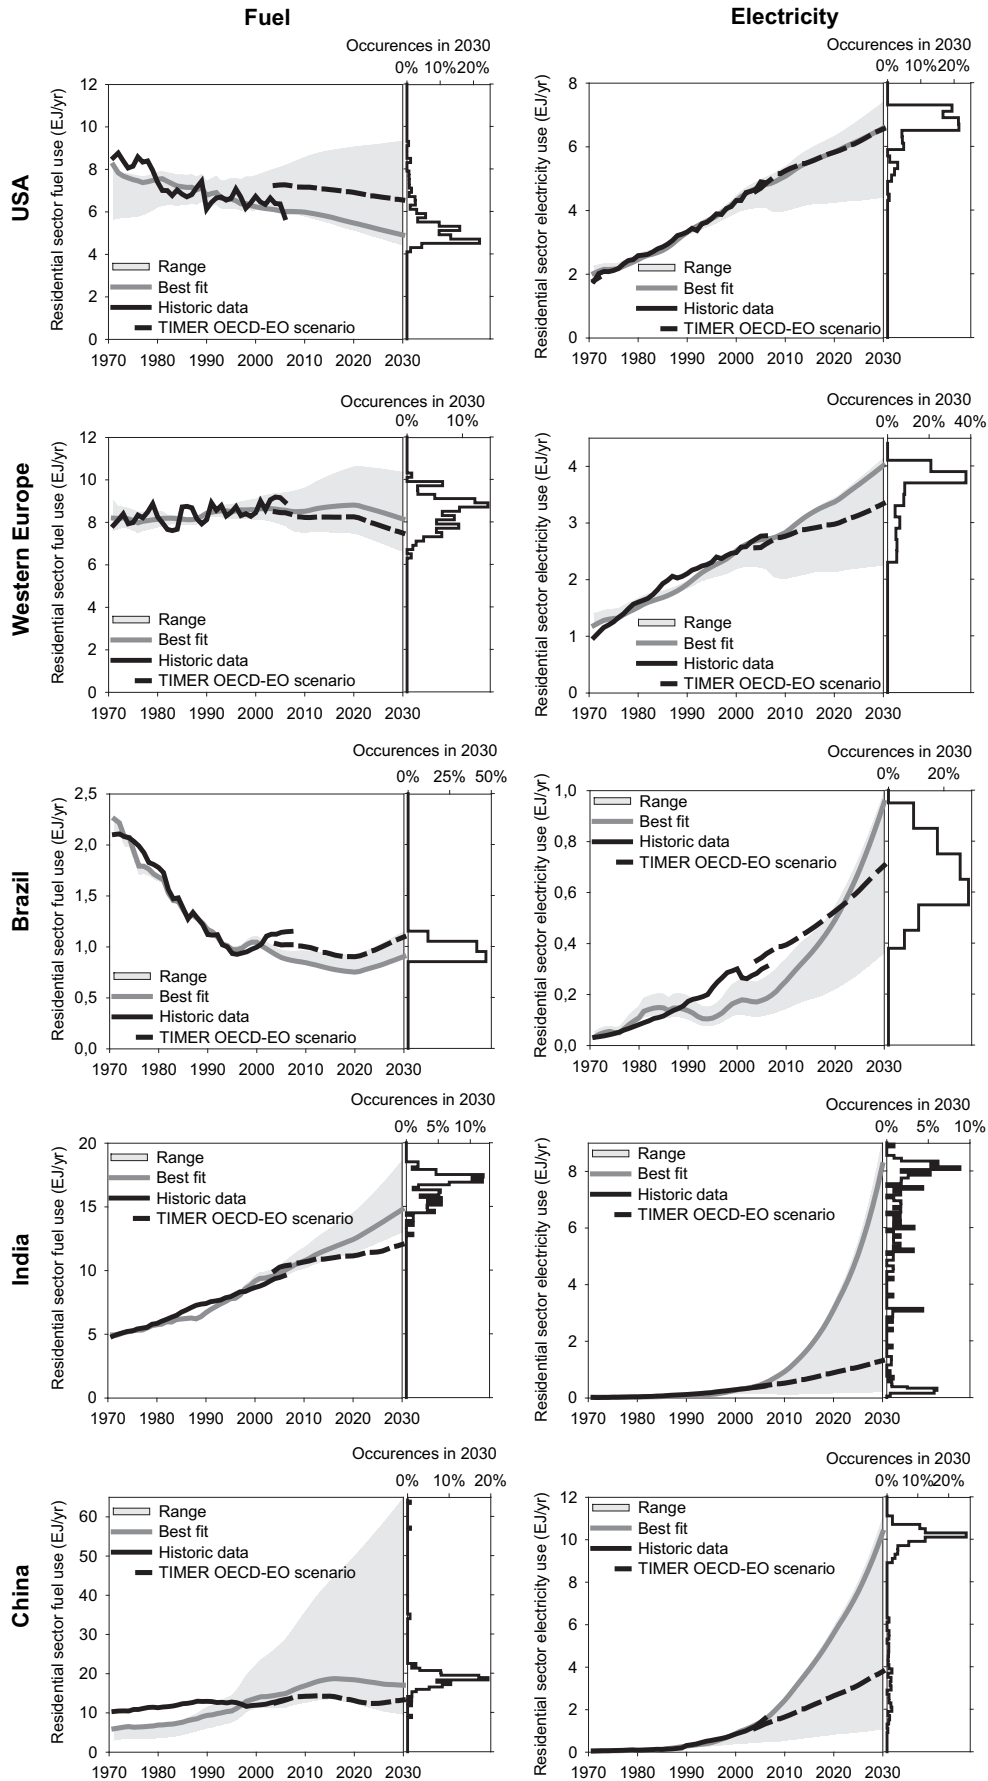 Fuel
Electricity
USA
Occurences in 2030
0% 10%20%
Residential sector fuel use (EJ/yr)
12
10
8
6
4
2
0
Range
Best fit
Historic data
TIMER OECD-EO scenario
1970 1980 1990 2000 2010 2020 2030
Occurences in 2030
0% 10%20%
Residential sector electricity use (EJ/yr)
8
6
4
2
0
Range
Best fit
Historic data
TIMER OECD-EO scenario
1970 1980 1990 2000 2010 2020 2030
Western Europe
Occurences in 2030
0% 10%
Residential sector fuel use (EJ/yr)
12
10
8
6
4
2
0
Range
Best fit
Historic data
TIMER OECD-EO scenario
1970 1980 1990 2000 2010 2020 2030
Occurences in 2030
0% 20% 40%
Residential sector electricity use (EJ/yr)
4
3
2
1
0
Range
Best fit
Historic data
TIMER OECD-EO scenario
1970 1980 1990 2000 2010 2020 2030
Brazil
Occurences in 2030
0% 25% 50%
Residential sector fuel use (EJ/yr)
2,5
2,0
1,5
1,0
0,5
0,0
Range
Best fit
Historic data
TIMER OECD-EO scenario
1970 1980 1990 2000 2010 2020 2030
Occurences in 2030
0% 20%
Residential sector electricity use (EJ/yr)
1,0
0,8
0,6
0,4
0,2
0,0
Range
Best fit
Historic data
TIMER OECD-EO scenario
1970 1980 1990 2000 2010 2020 2030
India
Occurences in 2030
0% 5% 10%
Residential sector fuel use (EJ/yr)
20
15
10
5
0
Range
Best fit
Historic data
TIMER OECD-EO scenario
1970 1980 1990 2000 2010 2020 2030
Occurences in 2030
0% 5% 10%
Residential sector electricity use (EJ/yr)
8
6
4
2
0
Range
Best fit
Historic data
TIMER OECD-EO scenario
1970 1980 1990 2000 2010 2020 2030
China
Occurences in 2030
0% 10% 20%
Residential sector fuel use (EJ/yr)
60
50
40
30
20
10
0
Range
Best fit
Historic data
TIMER OECD-EO scenario
1970 1980 1990 2000 2010 2020 2030
Occurences in 2030
0% 10%20%
Residential sector electricity use (EJ/yr)
12
10
8
6
4
2
0
Range
Best fit
Historic data
TIMER OECD-EO scenario
1970 1980 1990 2000 2010 2020 2030